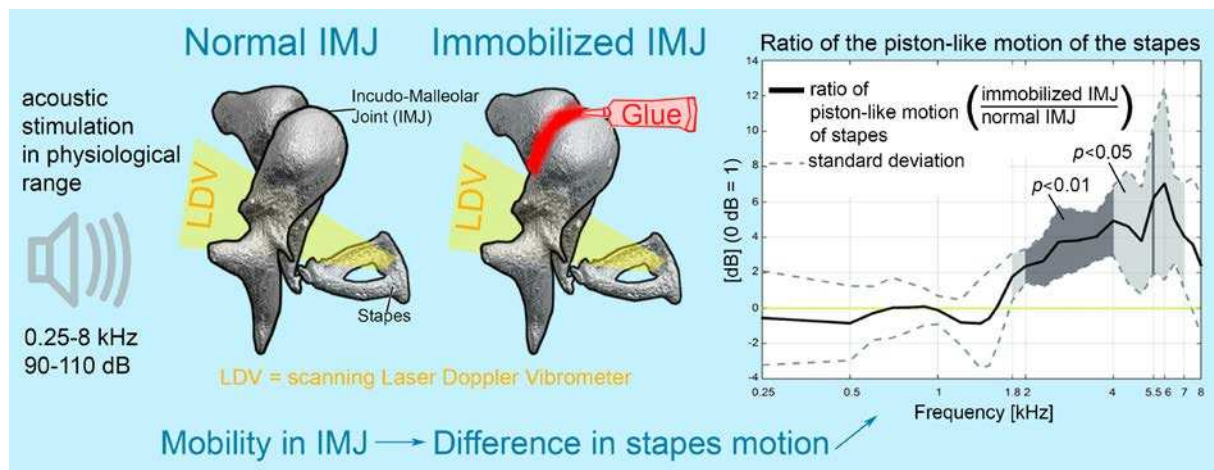 Normal IMJ
Immobilized IMJ
acoustic
stimulation
in physiological
range
0.25-8 kHz
90-110 dB
LDV
Incudo-Malleolar
Joint (IMJ)
Stapes
LDV
Glue
LDV = scanning Laser Doppler Vibrometer
Ratio of the piston-like motion of the stapes
ratio of
piston-like motion
of stapes
immobilized IMJ
normal IMJ
standard deviation
p<0.01
p<0.05
[dB] (0 dB = 1)
14
12
10
8
6
4
2
0
-2
-4
0.25 0.5 1 1.8 2 4 5.5 6 7 8
Frequency [kHz]
Mobility in IMJ
Difference in stapes motion